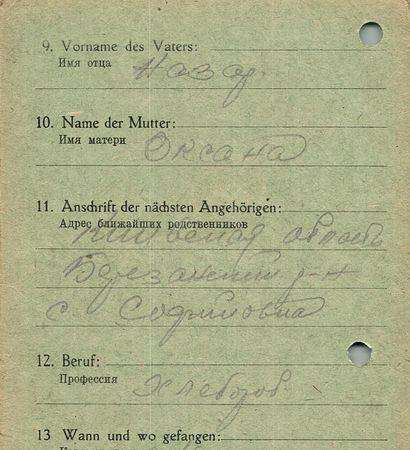 9. Vorname des Vaters:
Имя отца
Назар.
10. Name der Mutter:
Имя матери
Оксана
11. Anschrift der nächsten Angehörigen:
Адрес ближайших родственников
Киевская область
Березанский р-н
с.
12. Beruf:
Профессия
Хлебороб
13 Wann und wo gefangen: